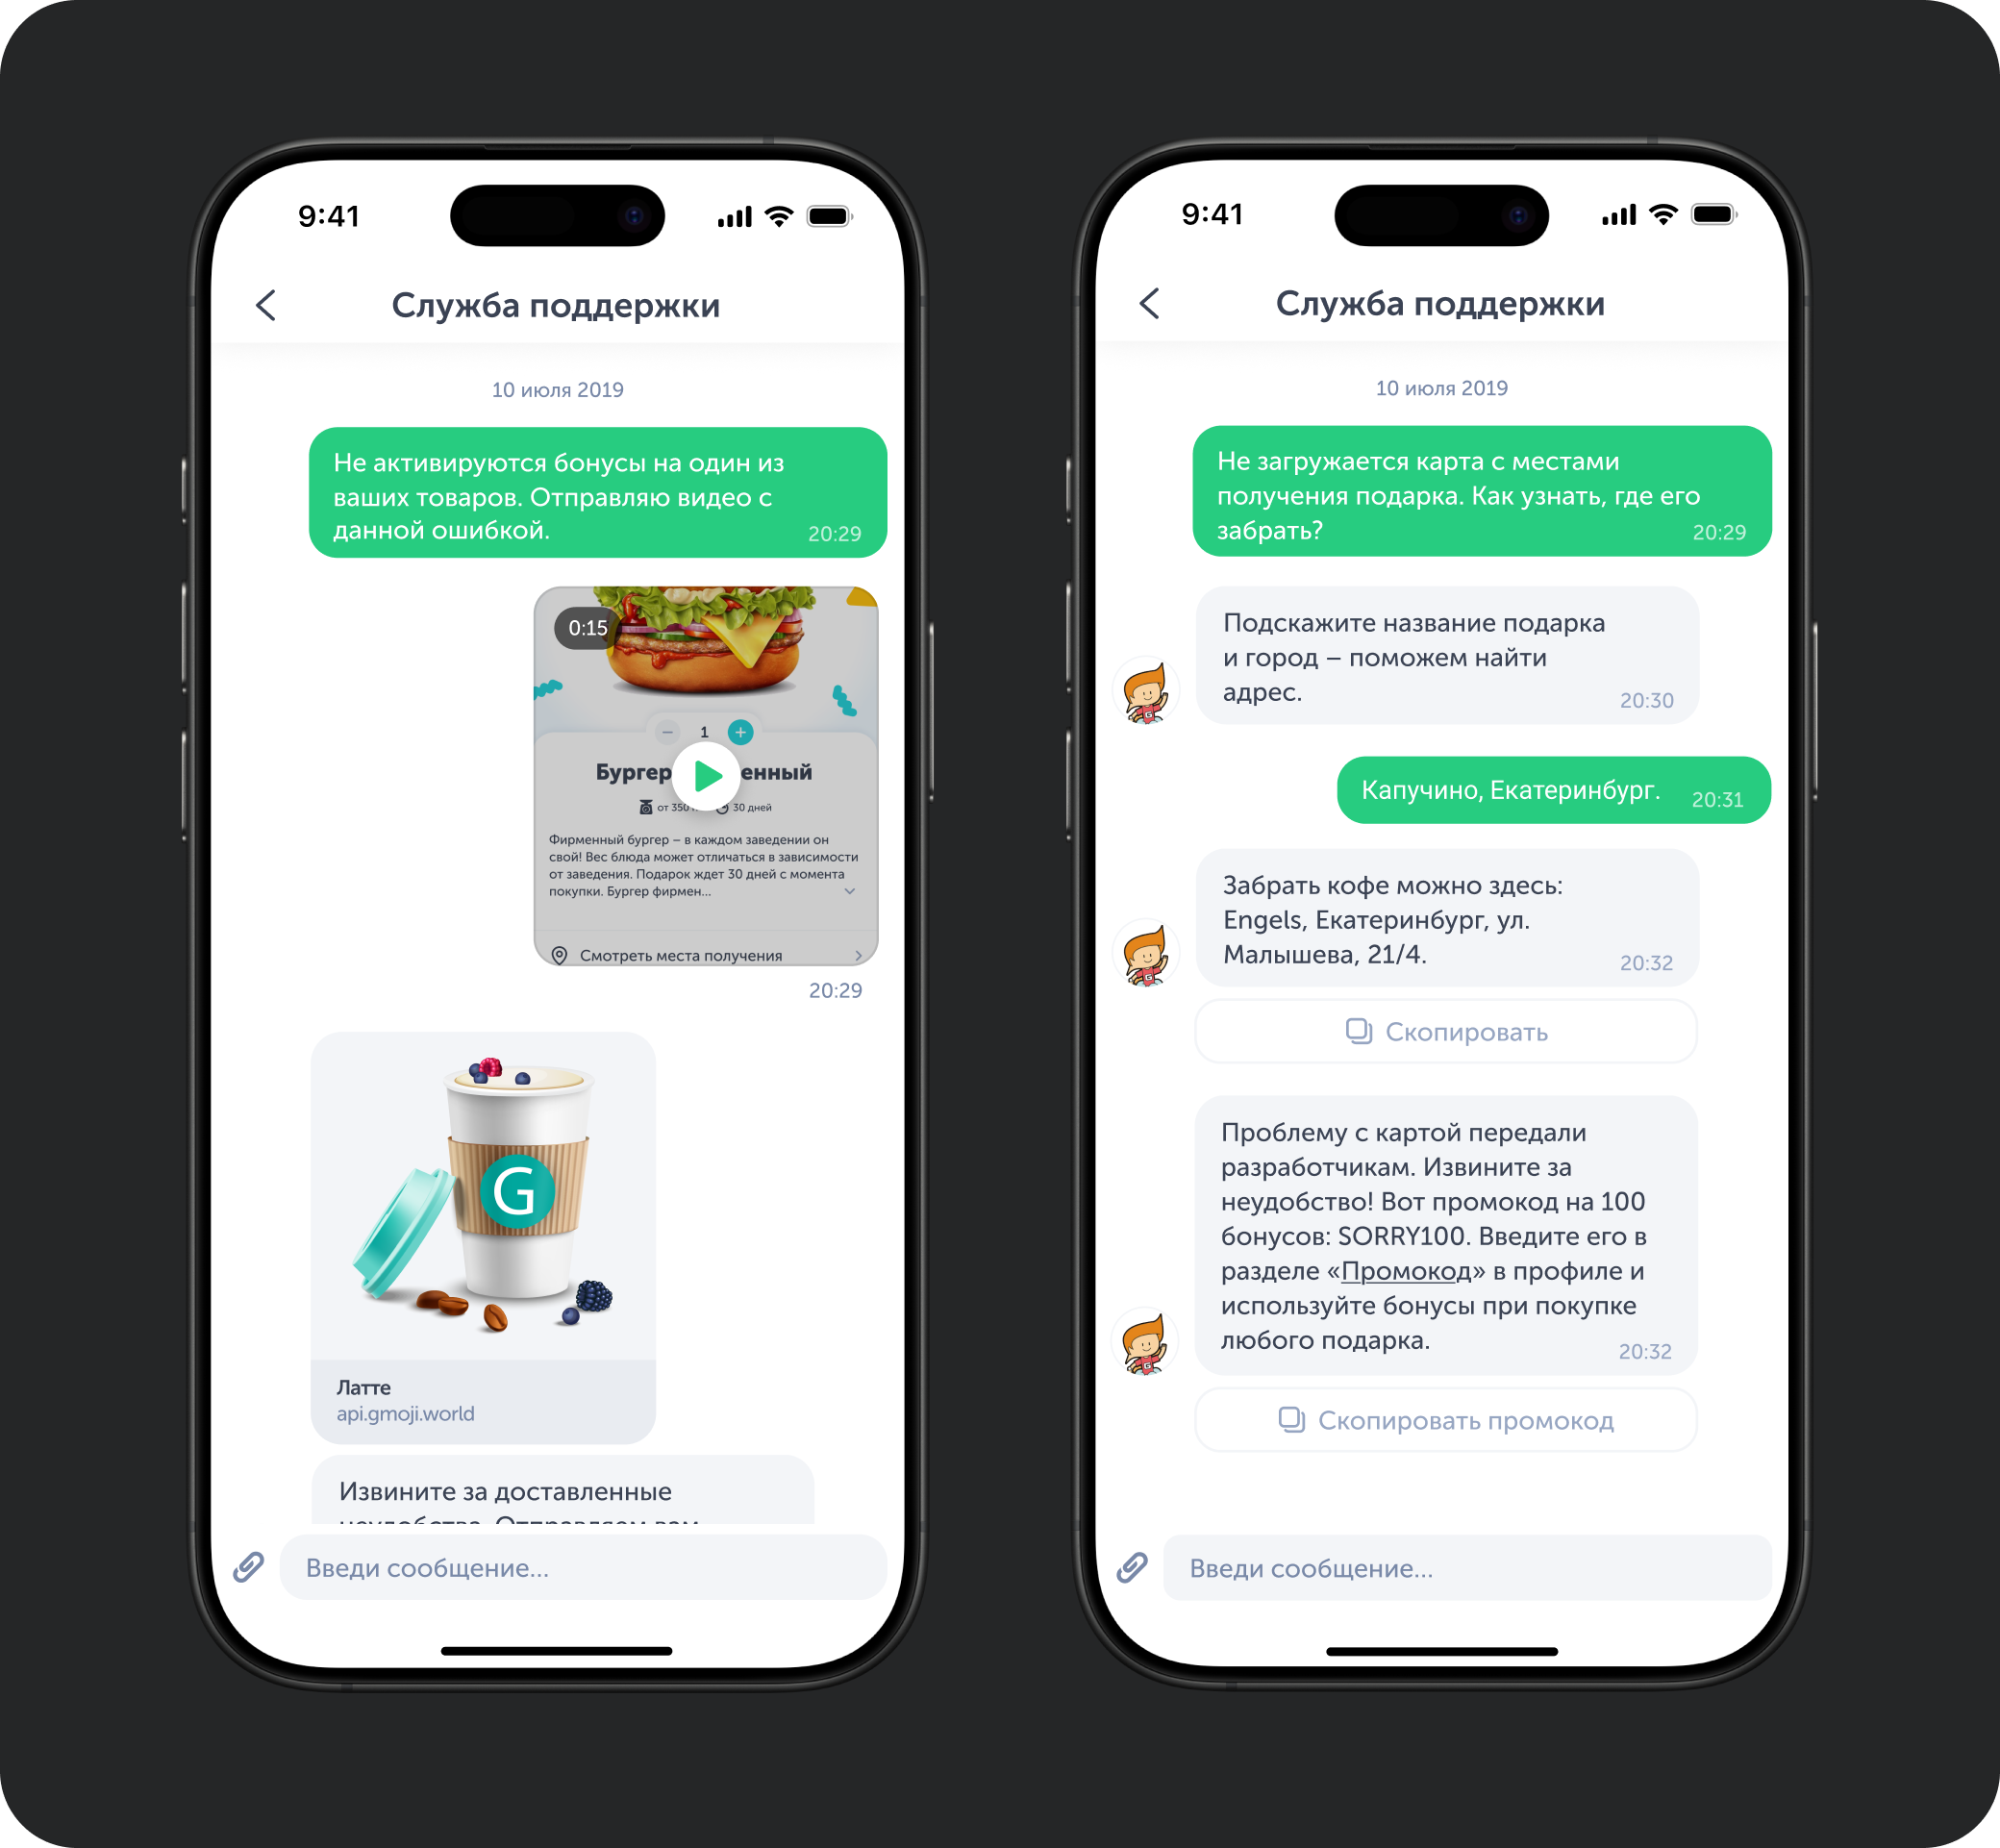 9:41
Служба поддержки
10 июля 2019
Не активируются бонусы на один из
ваших товаров. Отправляю видео с
данной ошибкой.
20:29
0:15
1
Бургер
енный
от 350
30 дней
Фирменный бургер – в каждом заведении он
свой! Вес блюда может отличаться в зависимости
от заведения. Подарок ждет 30 дней с момента
покупки. Бургер фирмен...
Смотреть места получения
20:29
G
Латте
api.gmoji.world
Извините за доставленные
неудобства. Отправляем вам
Введи сообщение...
9:41
Служба поддержки
10 июля 2019
Не загружается карта с местами
получения подарка. Как узнать, где его
забрать?
20:29
Подскажите название подарка
и город – поможем найти
адрес.
20:30
Капучино, Екатеринбург.
20:31
Забрать кофе можно здесь:
Engels, Екатеринбург, ул.
Малышева, 21/4.
20:32
Скопировать
Проблему с картой передали
разработчикам. Извините за
неудобство! Вот промокод на 100
бонусов: SORRY100. Введите его в
разделе «Промокод» в профиле и
используйте бонусы при покупке
любого подарка.
20:32
Скопировать промокод
Введи сообщение...